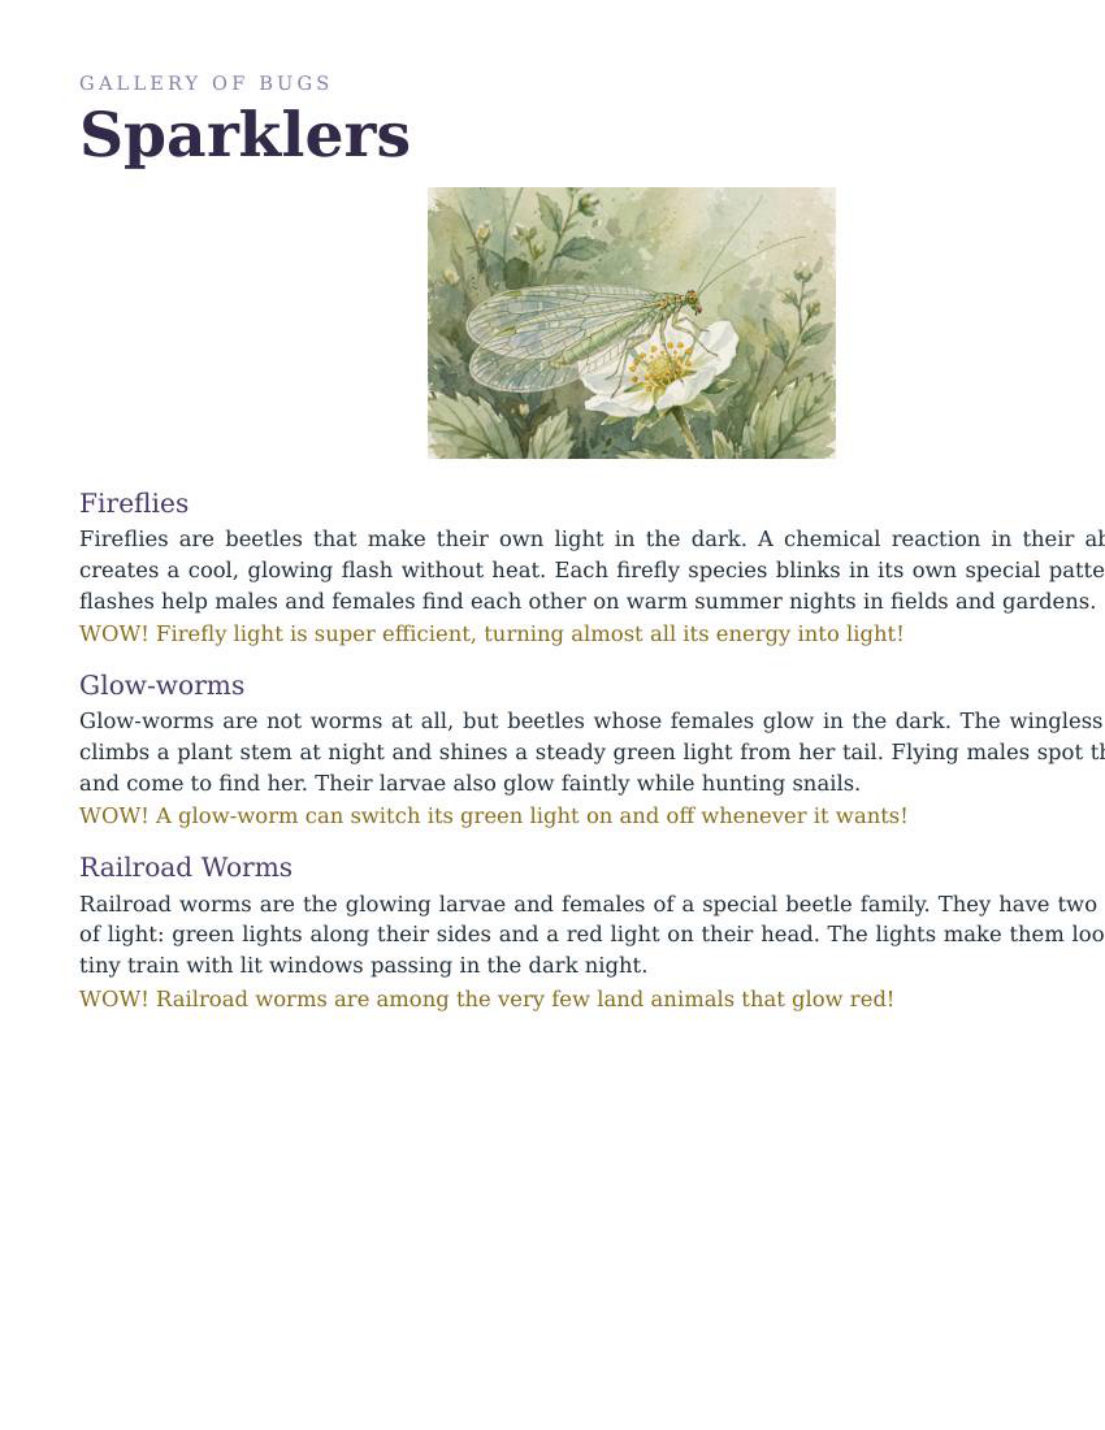 GALLERY OF BUGS
Sparklers
Fireflies
Fireflies are beetles that make their own light in the dark. A chemical reaction in their
creates a cool, glowing flash without heat. Each firefly species blinks in its own special
flashes help males and females find each other on warm summer nights in fields and gardens.
WOW! Firefly light is super efficient, turning almost all its energy into light!
Glow-worms
Glow-worms are not worms at all, but beetles whose females glow in the dark. The wingless
climbs a plant stem at night and shines a steady green light from her tail. Flying males spot
and come to find her. Their larvae also glow faintly while hunting snails.
WOW! A glow-worm can switch its green light on and off whenever it wants!
Railroad Worms
Railroad worms are the glowing larvae and females of a special beetle family. They have two
of light: green lights along their sides and a red light on their head. The lights make them
tiny train with lit windows passing in the dark night.
WOW! Railroad worms are among the very few land animals that glow red!